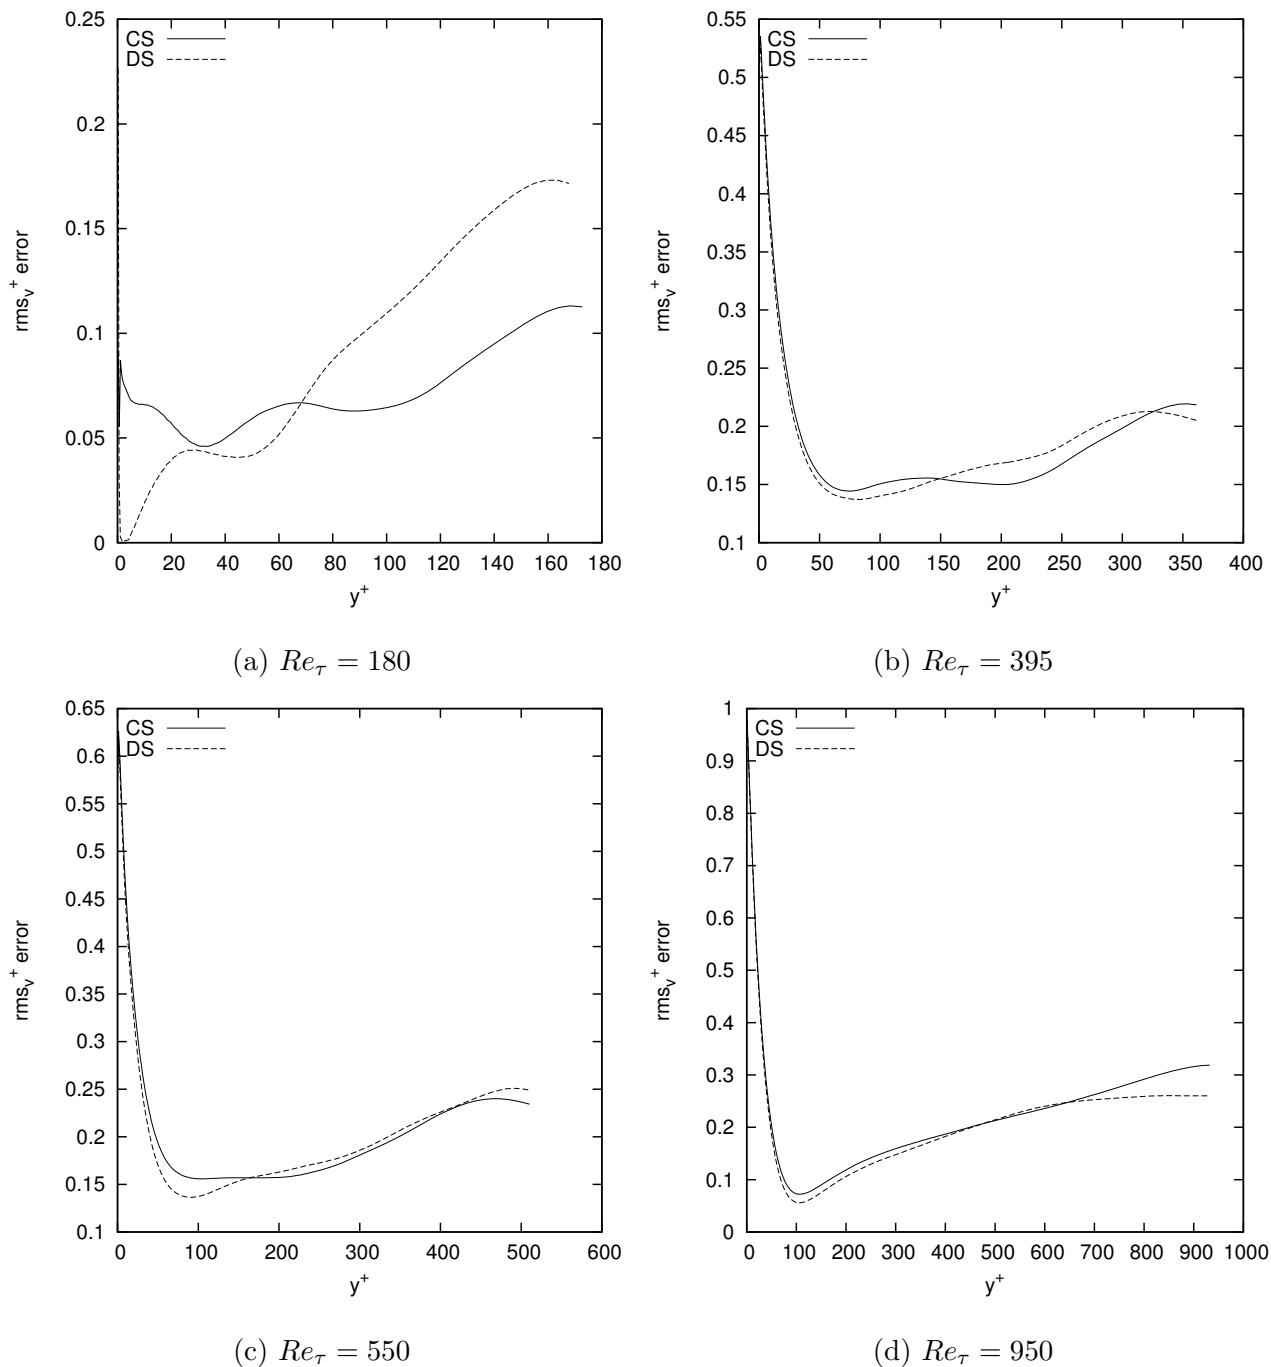 0.25
0.2
0.15
0.1
0.05
0
CS
DS
rms_v^+ error
0 20 40 60 80 100 120 140 160 180
y^+
(a) Re_τ = 180
0.55
0.5
0.45
0.4
0.35
0.3
0.25
0.2
0.15
0.1
CS
DS
rms_v^+ error
0 50 100 150 200 250 300 350 400
y^+
(b) Re_τ = 395
0.65
0.6
0.55
0.5
0.45
0.4
0.35
0.3
0.25
0.2
0.15
0.1
CS
DS
rms_v^+ error
0 100 200 300 400 500 600
y^+
(c) Re_τ = 550
1
0.9
0.8
0.7
0.6
0.5
0.4
0.3
0.2
0.1
0
CS
DS
rms_v^+ error
0 100 200 300 400 500 600 700 800 900 1000
y^+
(d) Re_τ = 950